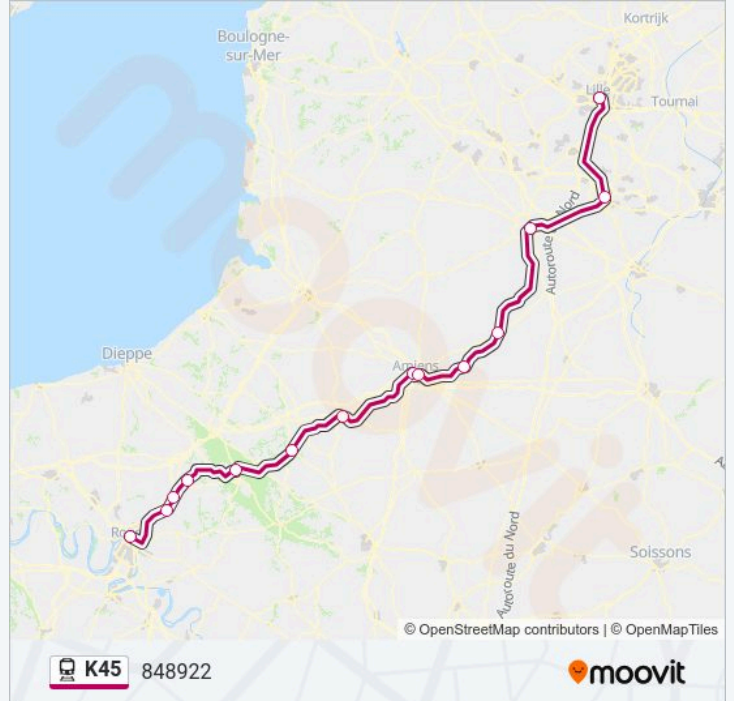 Kortrijk
Boulogne-
sur-Mer
Lille
Tournai
Nord
Autoroute
Dieppe
Amiens
Autoroute du Nord
Soissons
© OpenStreetMap contributors | © OpenMapTiles
K45 848922 moovit
moovit